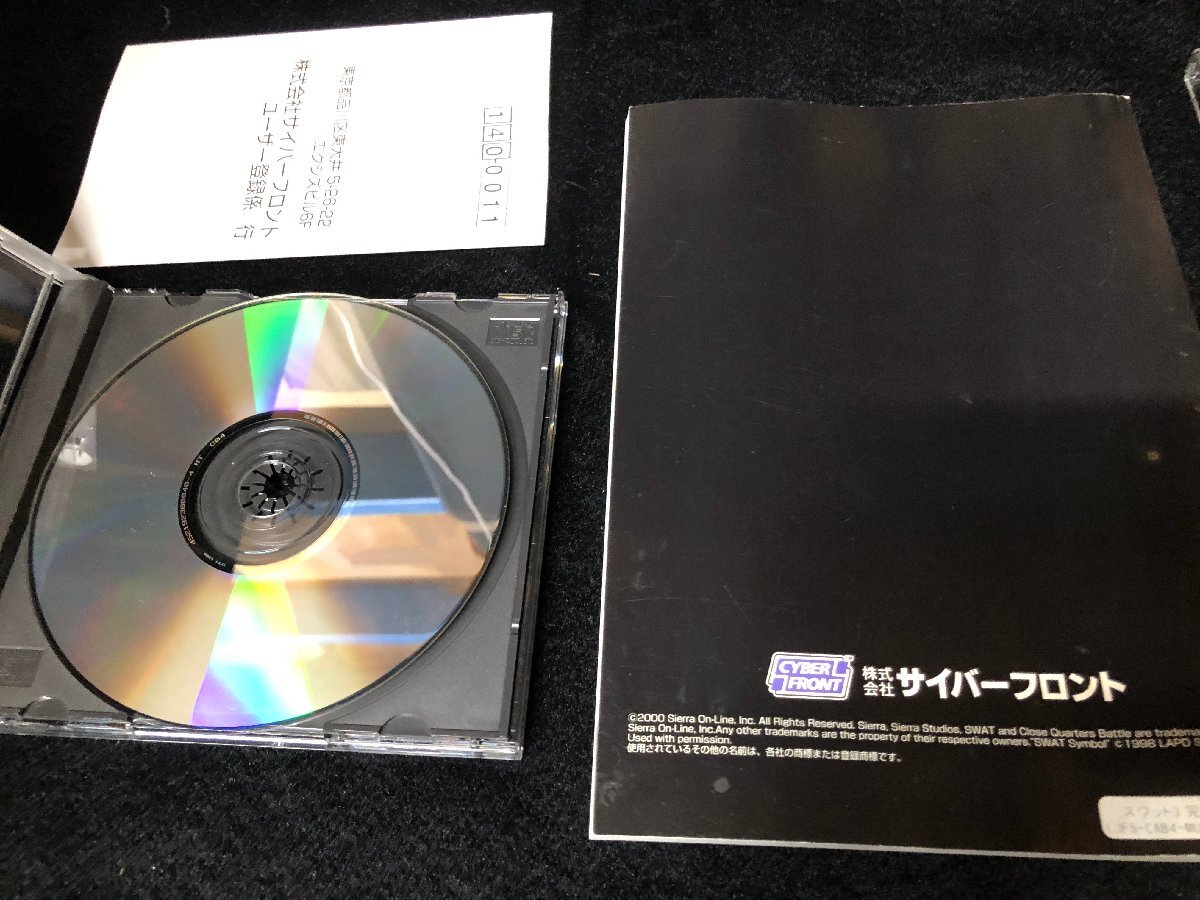 140-0011
東京都品川区東大井 5-26-22
エクシスビル6F
株式会社サイバーフロント
ユーザー登録係 行
CYBER
FRONT
株式
会社
サイバーフロント
©2000 Sierra On-Line, Inc. All Rights Reserved. Sierra, Sierra Studios, SWAT and Close Quarters Battle are trademar
Sierra On-Line, Inc.Any other trademarks are the property of their respective owners."SWAT Symbol" c 1998 LAPD
Used with permission.
使用されているその他の名前は、各社の商標または登録商標です。
スワット3 完